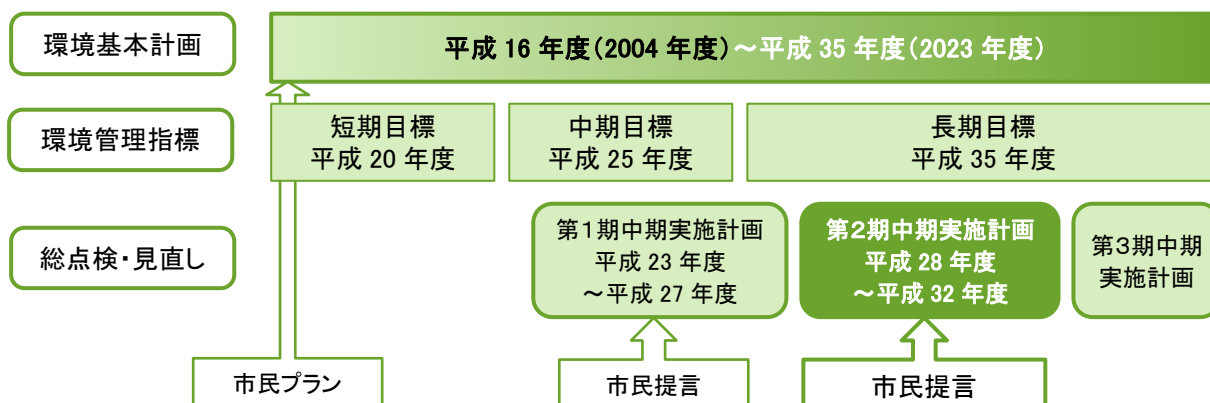 環境基本計画
平成 16 年度(2004 年度)～平成 35 年度(2023 年度)
環境管理指標
短期目標
平成 20 年度
中期目標
平成 25 年度
長期目標
平成 35 年度
総点検・見直し
第1期中期実施計画
平成 23 年度
～平成 27 年度
第2期中期実施計画
平成 28 年度
～平成 32 年度
第3期中期
実施計画
市民プラン
市民提言
市民提言